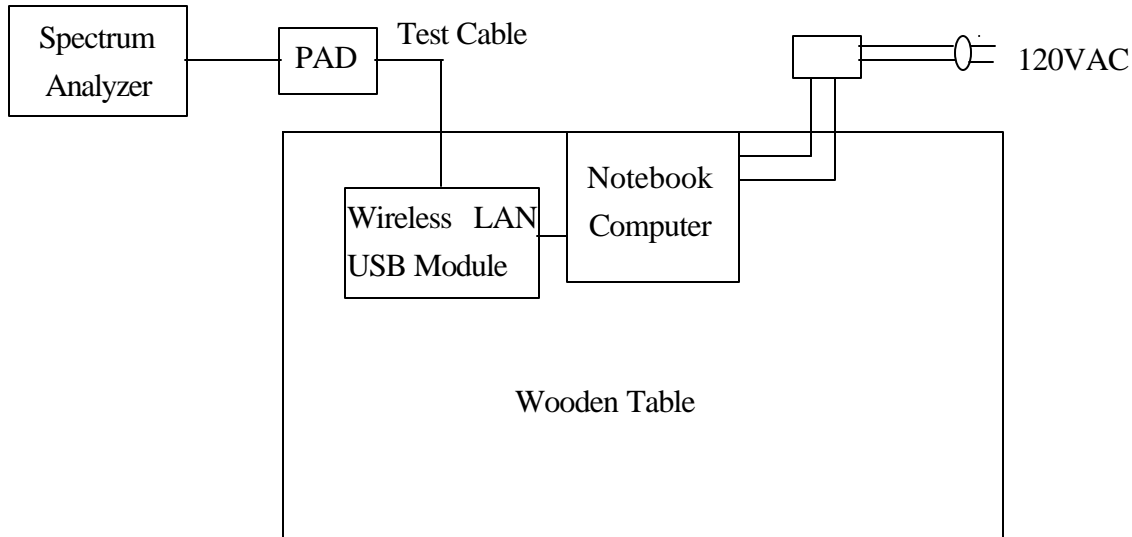 Spectrum
Analyzer
PAD
Test Cable
120VAC
Notebook
Computer
Wireless LAN
USB Module
Wooden Table